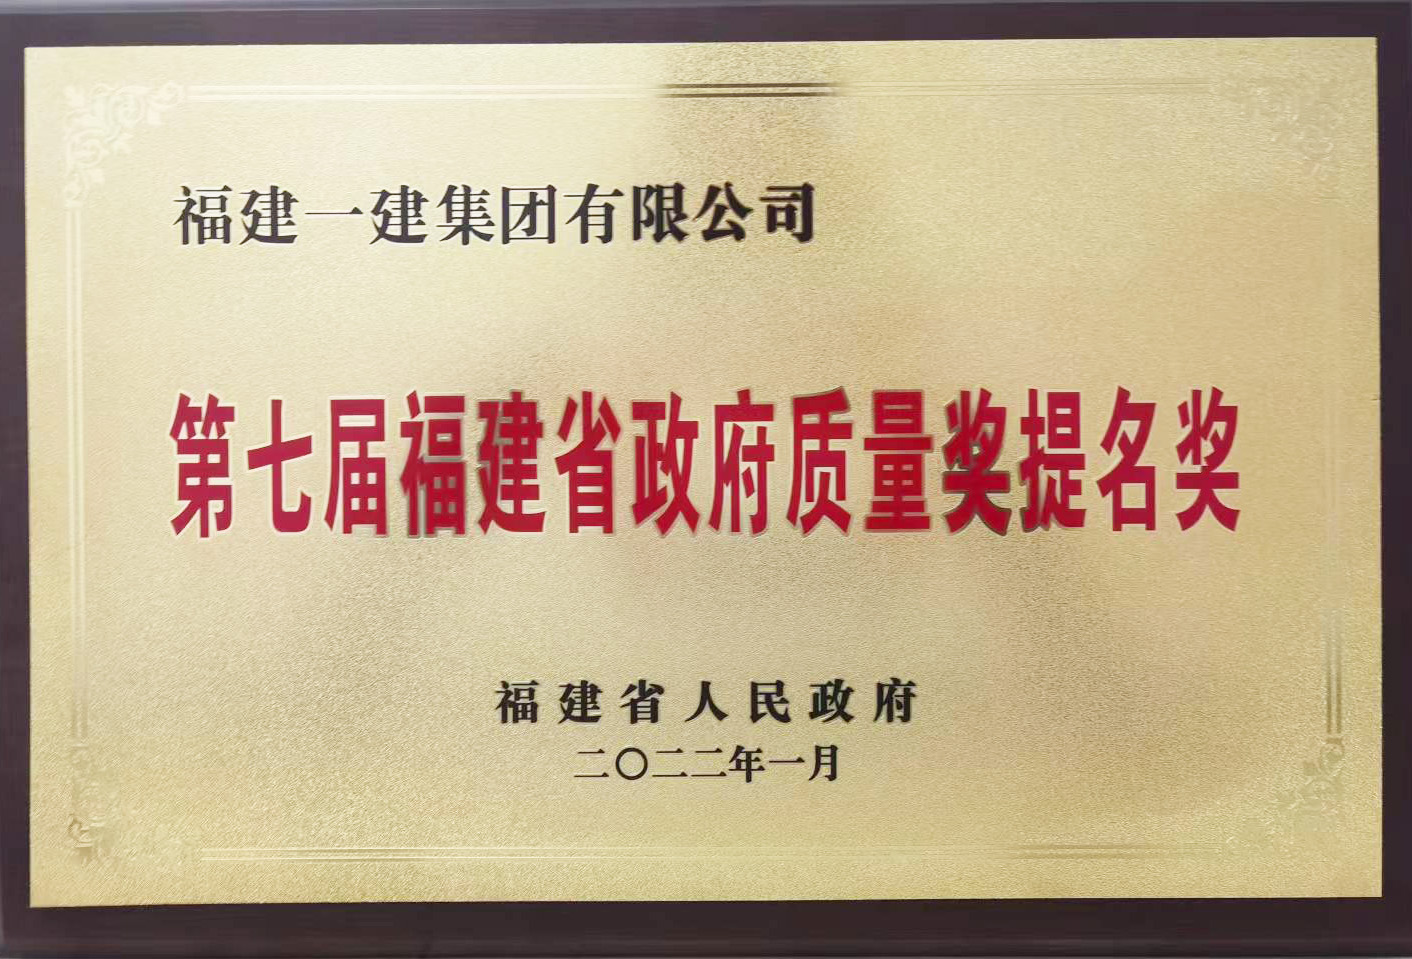 福建一建集团有限公司
第七届福建省政府质量奖提名奖
福建省人民政府
二〇二二年一月